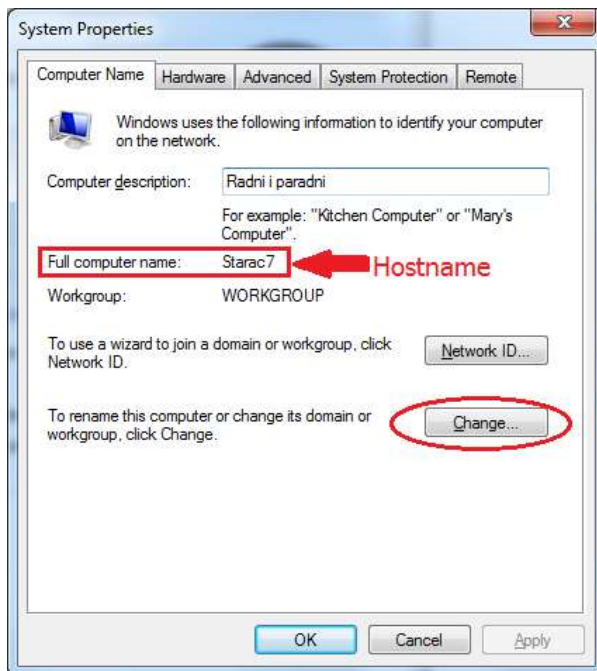 System Properties
Computer Name Hardware Advanced System Protection Remote
Windows uses the following information to identify your computer
on the network.
Computer description: Radni i paradni
For example: "Kitchen Computer" or "Mary's
Computer".
Full computer name: Starac7 Hostname
Workgroup: WORKGROUP
To use a wizard to join a domain or workgroup, click
Network ID.
Network ID...
To rename this computer or change its domain or
workgroup, click Change.
Change...
OK Cancel Apply